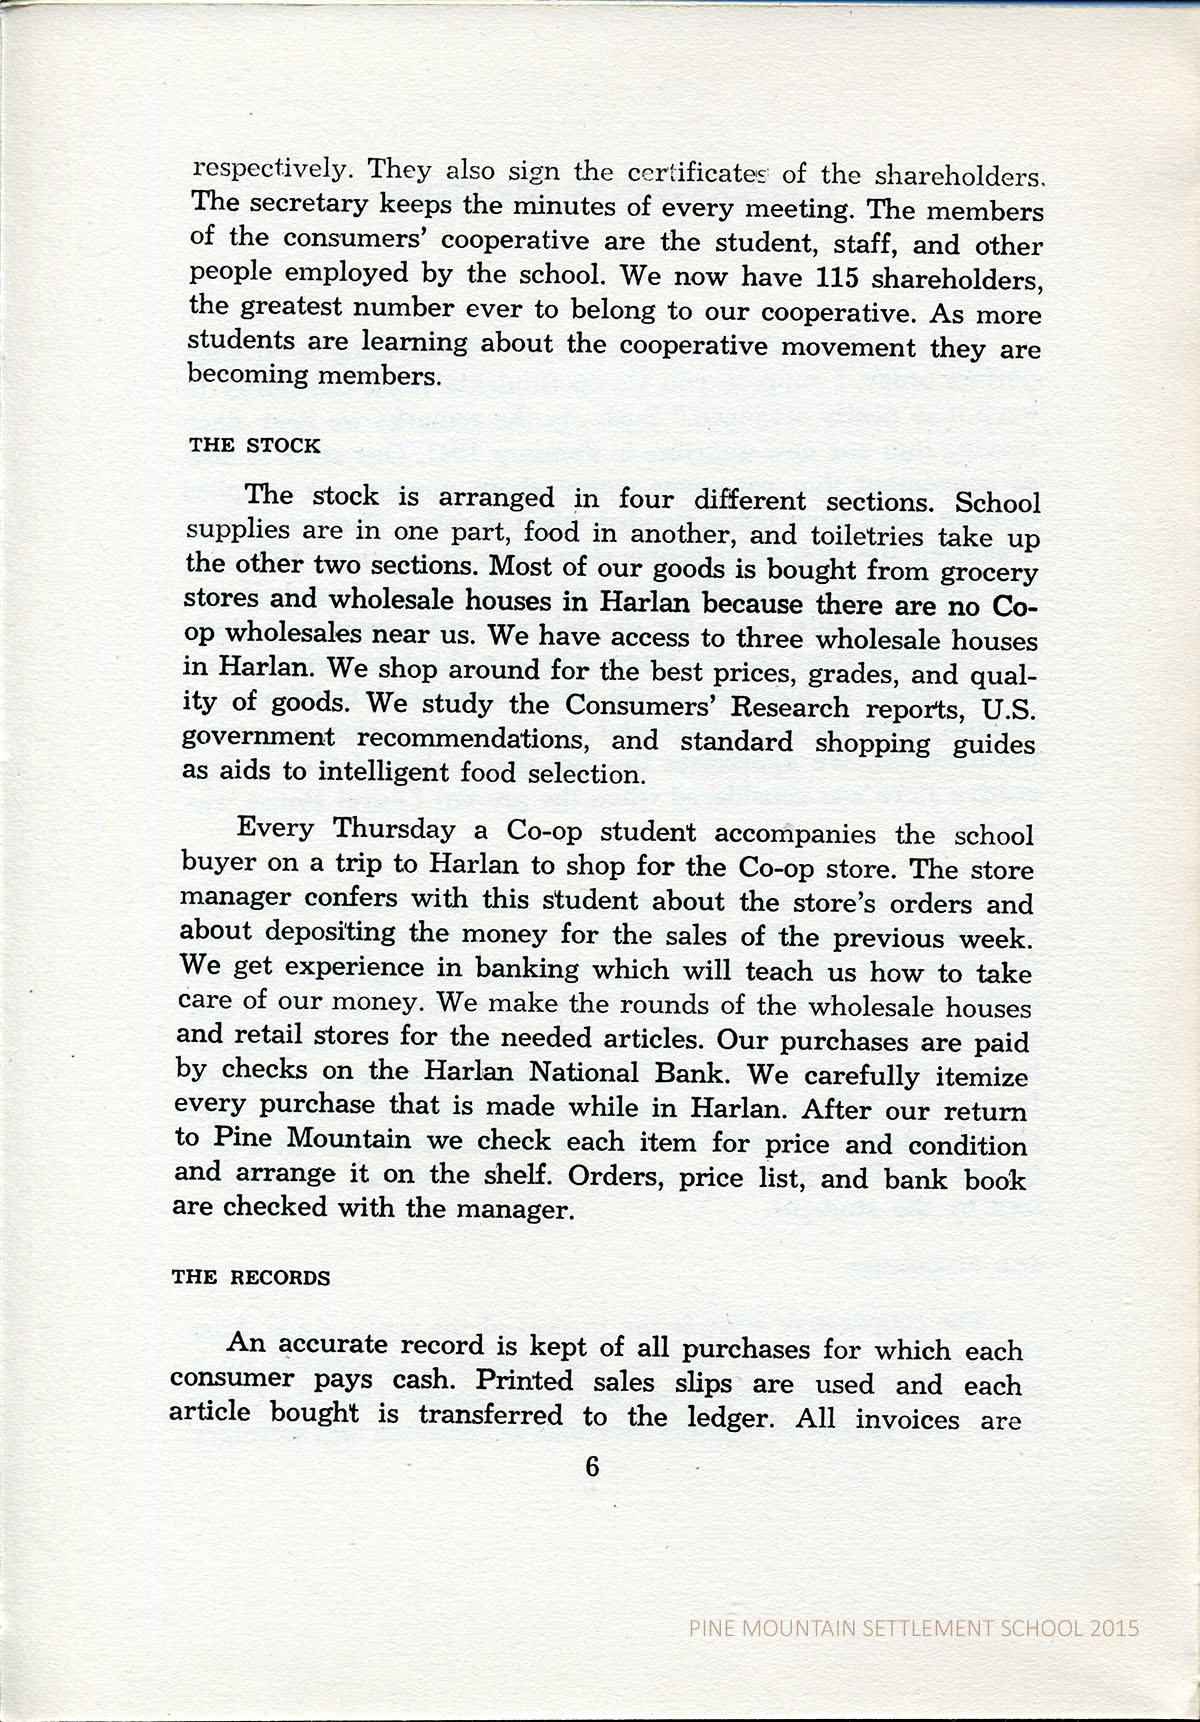 respectively. They also sign the certificates of the shareholders.
The secretary keeps the minutes of every meeting. The members
of the consumers’ cooperative are the student, staff, and other
people employed by the school. We now have 115 shareholders,
the greatest number ever to belong to our cooperative. As more
students are learning about the cooperative movement they are
becoming members.
THE STOCK
The stock is arranged in four different sections. School
supplies are in one part, food in another, and toiletries take up
the other two sections. Most of our goods is bought from grocery
stores and wholesale houses in Harlan because there are no Co-
op wholesales near us. We have access to three wholesale houses
in Harlan. We shop around for the best prices, grades, and qual-
ity of goods. We study the Consumers’ Research reports, U.S.
government recommendations, and standard shopping guides
as aids to intelligent food selection.
Every Thursday a Co-op student accompanies the school
buyer on a trip to Harlan to shop for the Co-op store. The store
manager confers with this student about the store’s orders and
about depositing the money for the sales of the previous week.
We get experience in banking which will teach us how to take
care of our money. We make the rounds of the wholesale houses
and retail stores for the needed articles. Our purchases are paid
by checks on the Harlan National Bank. We carefully itemize
every purchase that is made while in Harlan. After our return
to Pine Mountain we check each item for price and condition
and arrange it on the shelf. Orders, price list, and bank book
are checked with the manager.
THE RECORDS
An accurate record is kept of all purchases for which each
consumer pays cash. Printed sales slips are used and each
article bought is transferred to the ledger. All invoices are
6
PINE MOUNTAIN SETTLEMENT SCHOOL 2015